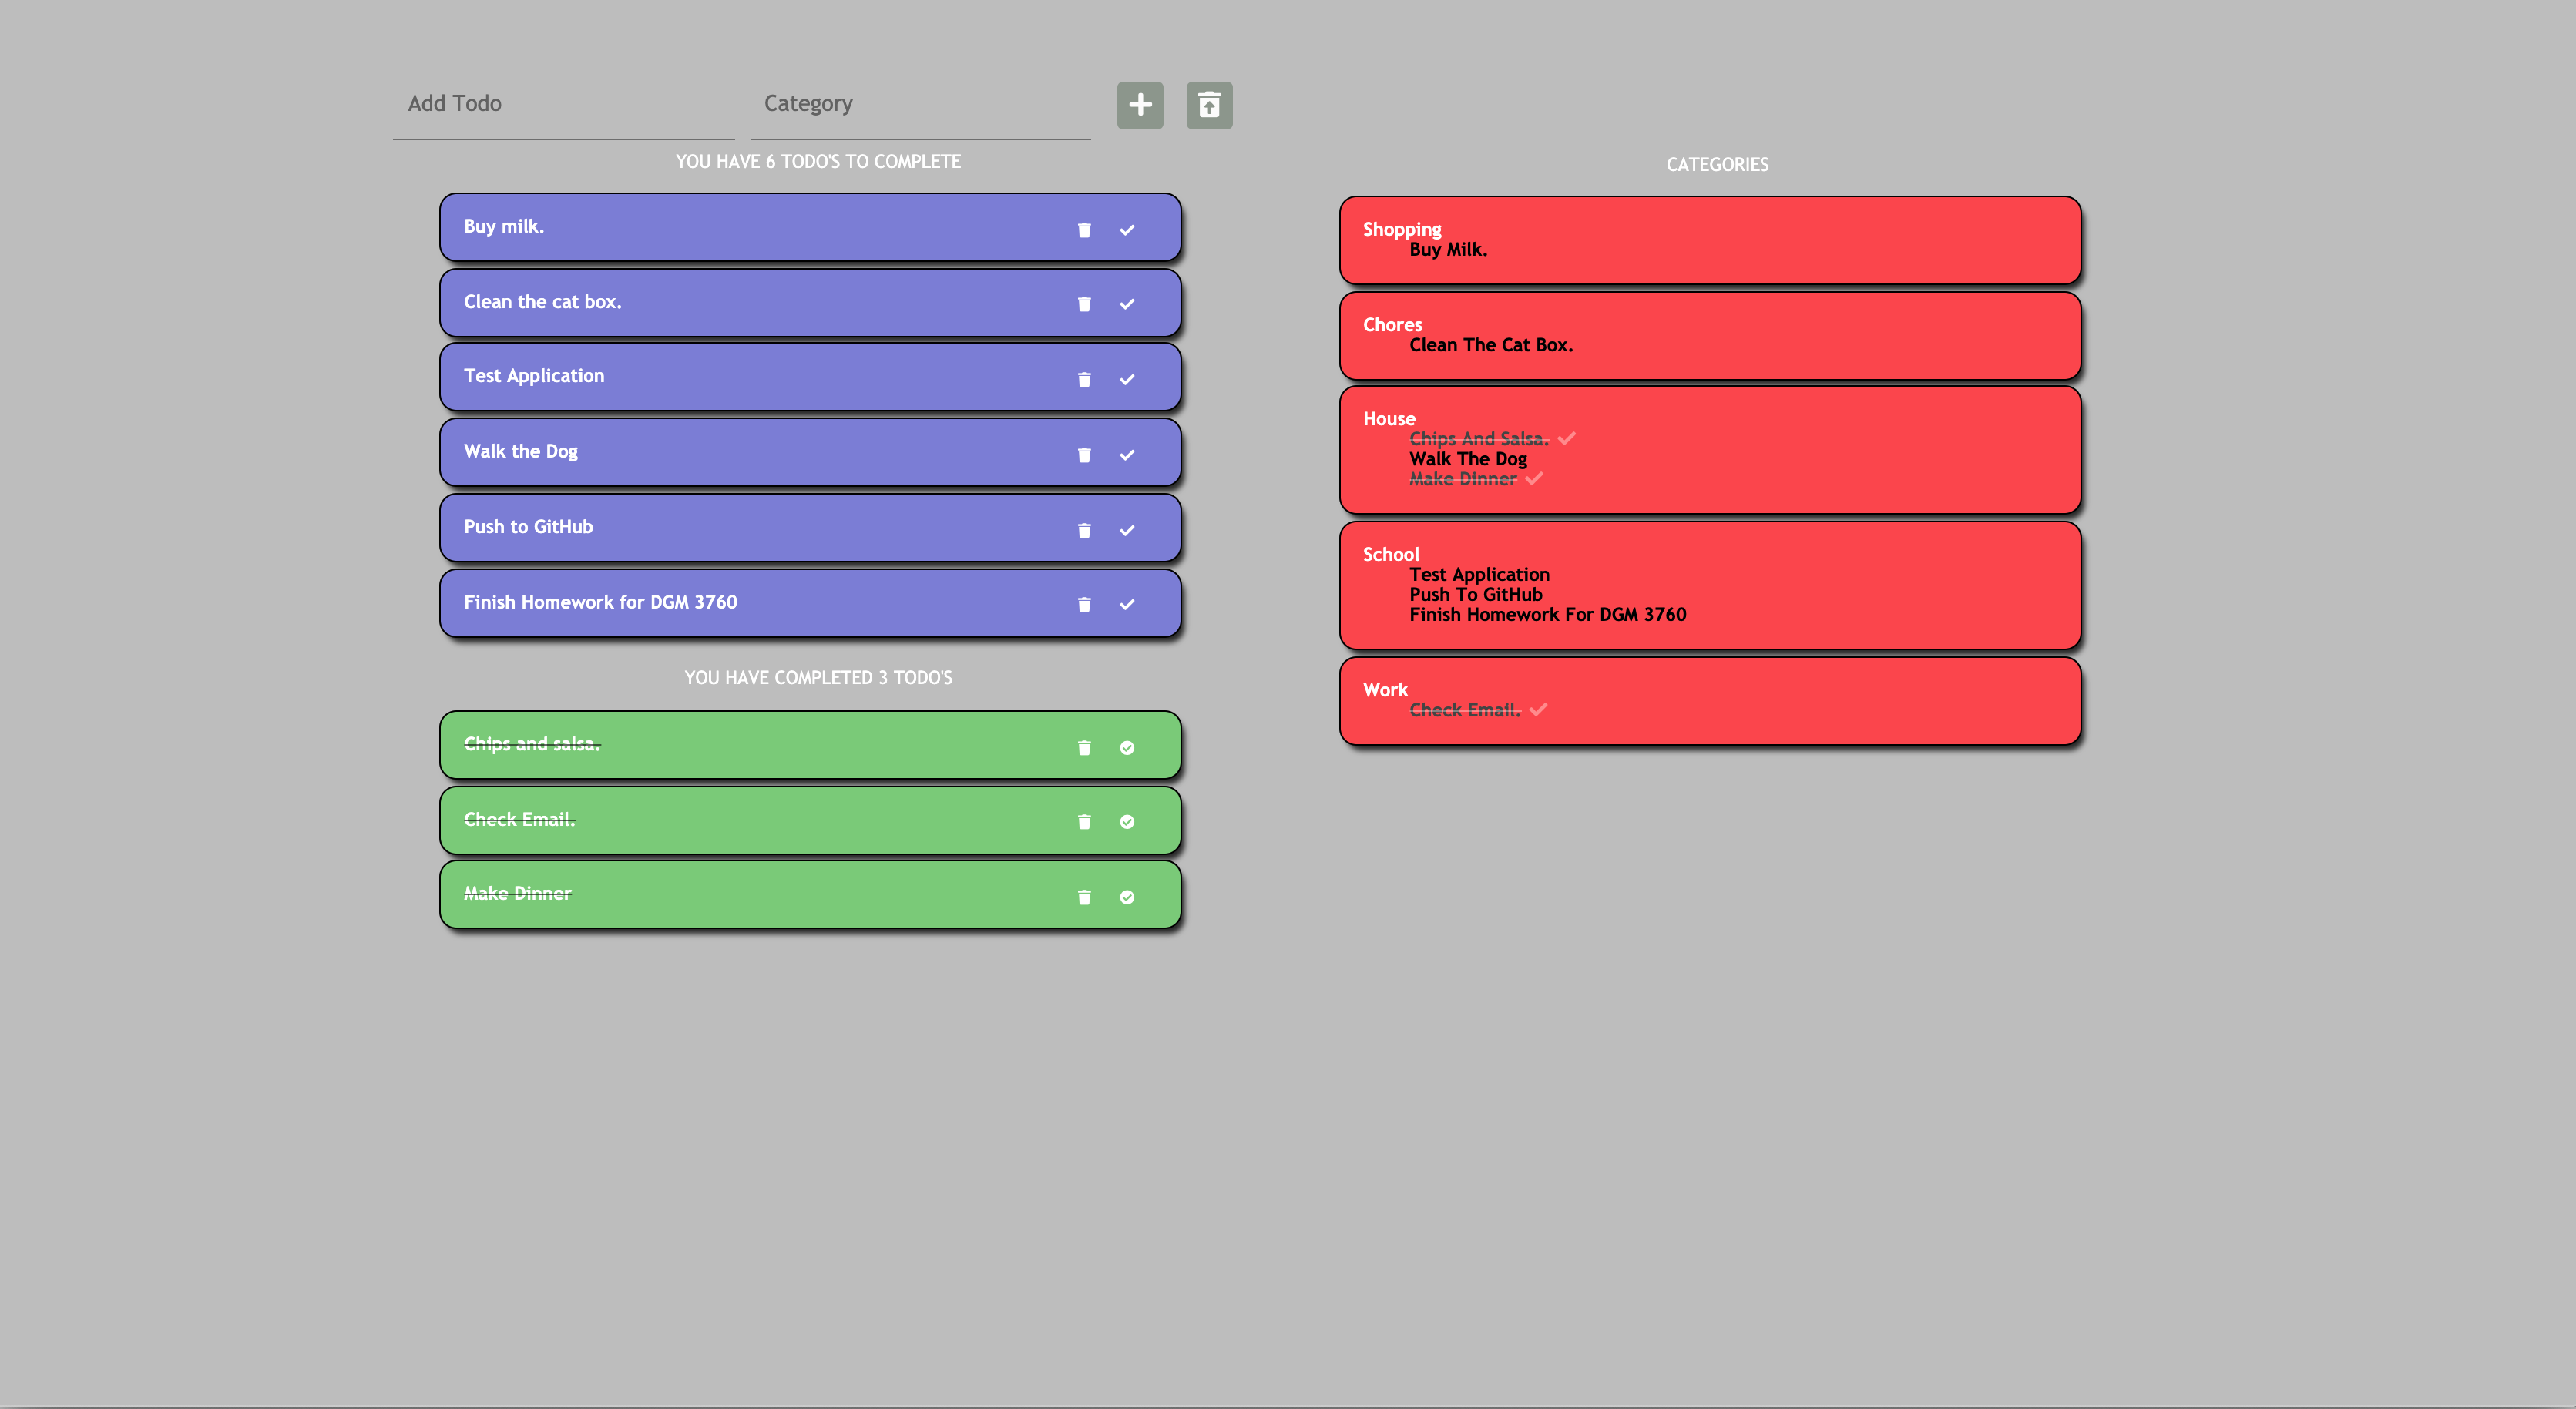 Add Todo
Category
YOU HAVE 6 TODO'S TO COMPLETE
Buy milk.
Clean the cat box.
Test Application
Walk the Dog
Push to GitHub
Finish Homework for DGM 3760
YOU HAVE COMPLETED 3 TODO'S
Chips and salsa.
Check Email.
Make Dinner
CATEGORIES
Shopping
Buy Milk.
Chores
Clean The Cat Box.
House
Chips And Salsa.
Walk The Dog
Make Dinner
School
Test Application
Push To GitHub
Finish Homework For DGM 3760
Work
Check Email.